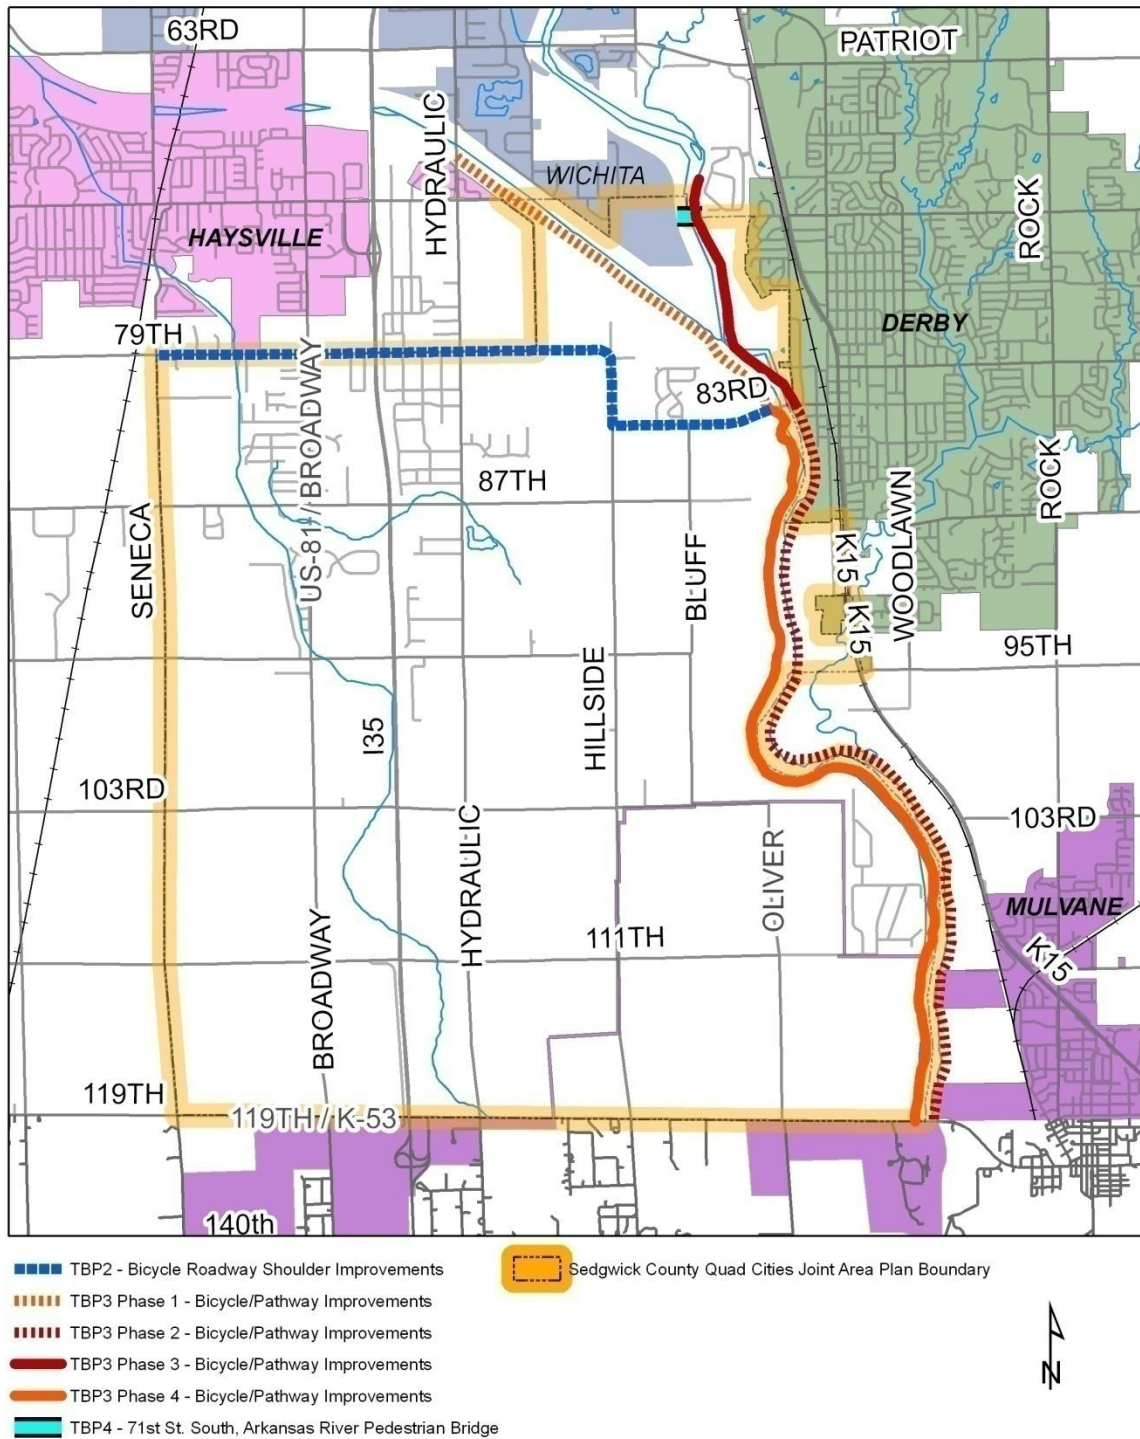 63RD
PATRIOT
HYDRAULIC
WICHITA
ROCK
HAYSVILLE
DERBY
79TH
83RD
US-81 / BROADWAY
87TH
ROCK
SENECA
BLUFF
K15
WOODLAWN
K15
95TH
HILLSIDE
I35
103RD
103RD
HYDRAULIC
OLIVER
MULVANE
BROADWAY
111TH
K15
119TH
119TH / K-53
140th
TBP2 - Bicycle Roadway Shoulder Improvements
Sedgwick County Quad Cities Joint Area Plan Boundary
TBP3 Phase 1 - Bicycle/Pathway Improvements
TBP3 Phase 2 - Bicycle/Pathway Improvements
TBP3 Phase 3 - Bicycle/Pathway Improvements
TBP3 Phase 4 - Bicycle/Pathway Improvements
TBP4 - 71st St. South, Arkansas River Pedestrian Bridge
N